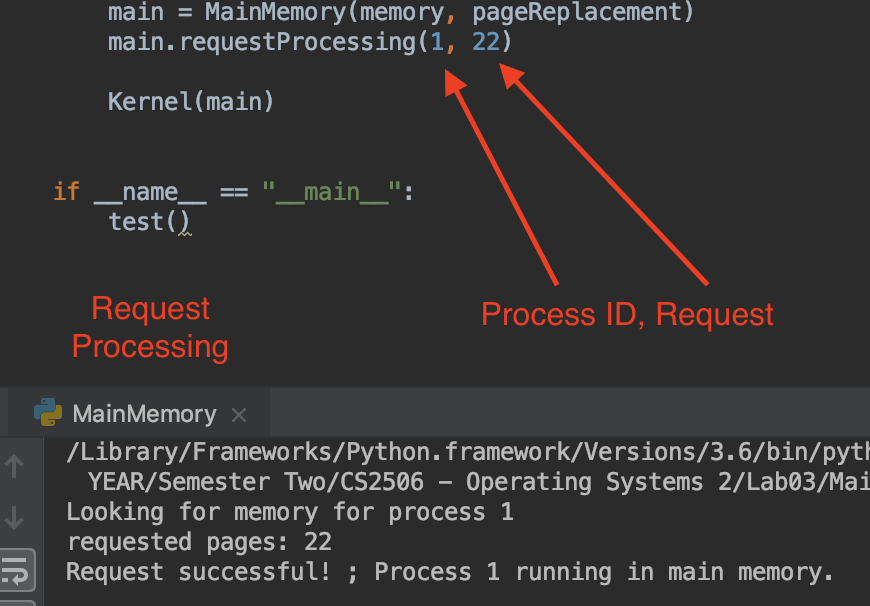 main = MainMemory(memory, pageReplacement)
main.requestProcessing(1, 22)
Kernel(main)
if __name__ == "__main__":
test()
Request
Processing
Process ID, Request
MainMemory ×
/Library/Frameworks/Python.framework/Versions/3.6/bin/pyth
YEAR/Semester Two/CS2506 - Operating Systems 2/Lab03/Mai
Looking for memory for process 1
requested pages: 22
Request successful! ; Process 1 running in main memory.